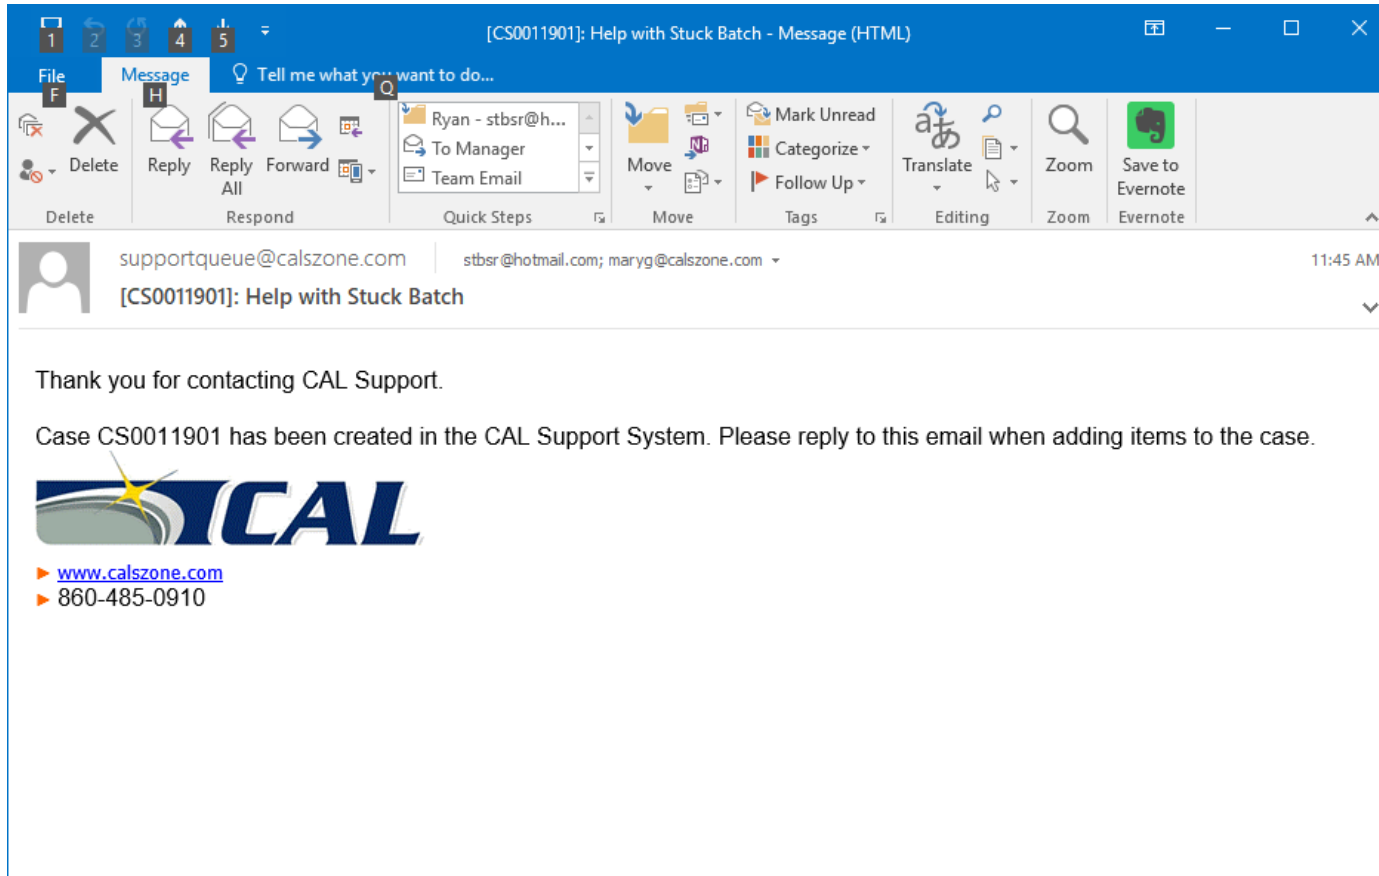 1 2 3 4 5
[CS0011901]: Help with Stuck Batch - Message (HTML)
File Message Tell me what you want to do...
F H Q
Delete
Reply
Reply All
Forward
Ryan - stbsr@h...
To Manager
Team Email
Move
Mark Unread
Categorize
Follow Up
Translate
Zoom
Save to Evernote
Delete Respond Quick Steps Move Tags Editing Zoom Evernote
supportqueue@calszone.com stbsr@hotmail.com; maryg@calszone.com 11:45 AM
[CS0011901]: Help with Stuck Batch
Thank you for contacting CAL Support.
Case CS0011901 has been created in the CAL Support System. Please reply to this email when adding items to the case.
CAL
www.calszone.com
860-485-0910